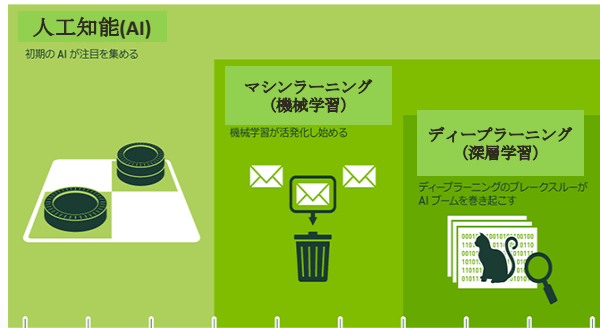 人工知能(AI)
初期の AI が注目を集める
マシンラーニング
（機械学習）
機械学習が活発化し始める
ディープラーニング
（深層学習）
ディープラーニングのブレークスルーが
AI ブームを巻き起こす